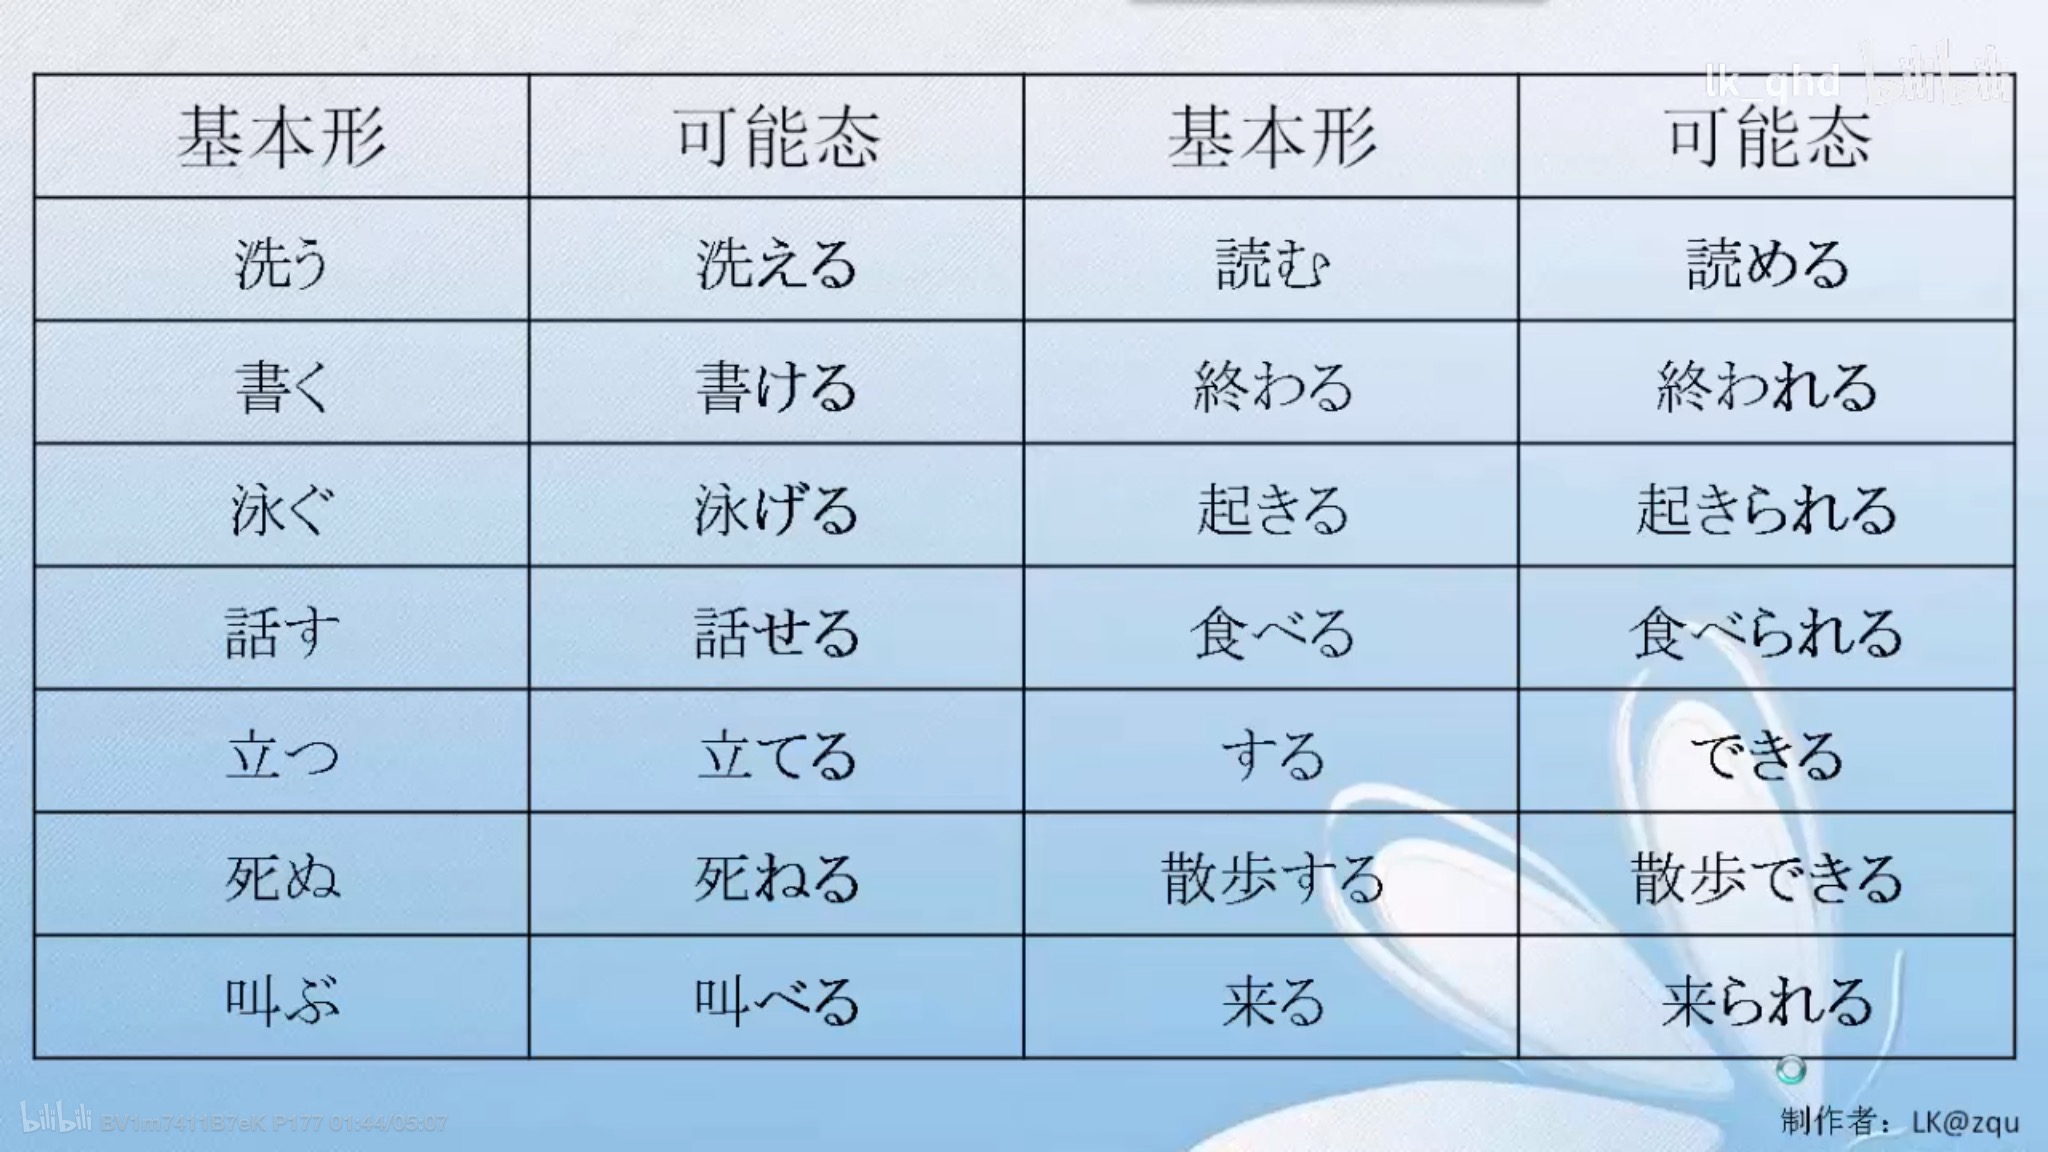 lk_qhd bilibili
基本形 可能态 基本形 可能态
洗う 洗える 読む 読める
書く 書ける 終わる 終われる
泳ぐ 泳げる 起きる 起きられる
話す 話せる 食べる 食べられる
立つ 立てる する できる
死ぬ 死ねる 散歩する 散歩できる
叫ぶ 叫べる 来る 来られる
bilibili BV1m7411B7eK P177 01:44/05:07
制作者：LK@zqu